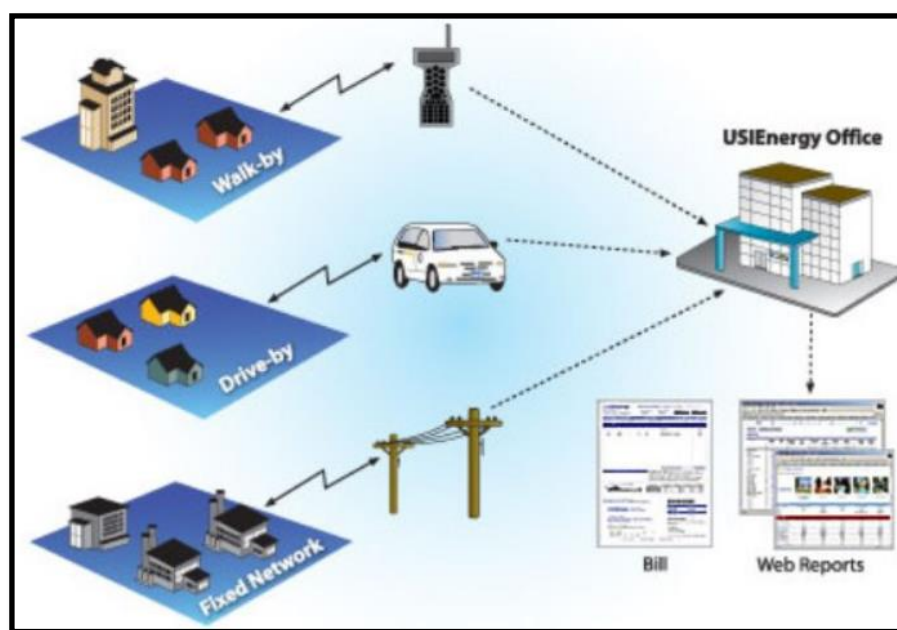 Walk-by
USIEnergy Office
Drive-by
Fixed Network
Bill
Web Reports